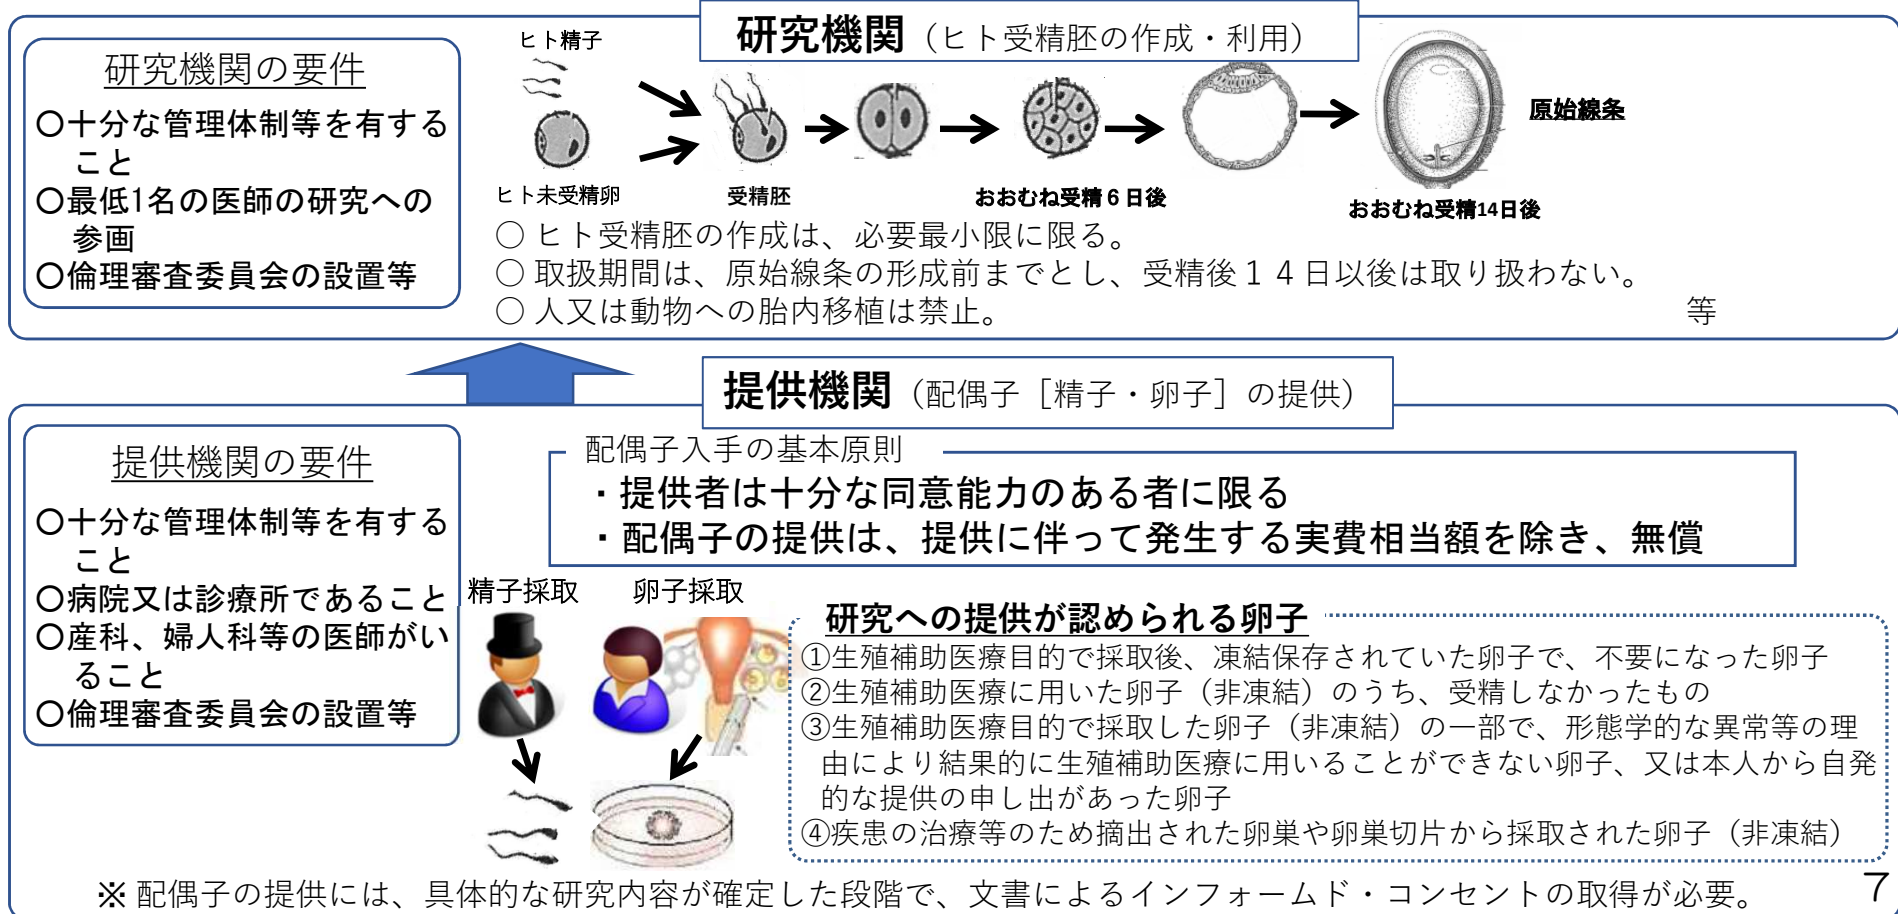 研究機関（ヒト受精胚の作成・利用）
研究機関の要件
〇十分な管理体制等を有する
こと
〇最低1名の医師の研究への
参画
〇倫理審査委員会の設置等
ヒト精子
ヒト未受精卵
受精胚
おおむね受精６日後
原始線条
おおむね受精14日後
○ ヒト受精胚の作成は、必要最小限に限る。
○ 取扱期間は、原始線条の形成前までとし、受精後１４日以後は取り扱わない。
○ 人又は動物への胎内移植は禁止。 等
提供機関（配偶子［精子・卵子］の提供）
提供機関の要件
〇十分な管理体制等を有する
こと
〇病院又は診療所であること
〇産科、婦人科等の医師がい
ること
〇倫理審査委員会の設置等
配偶子入手の基本原則
・提供者は十分な同意能力のある者に限る
・配偶子の提供は、提供に伴って発生する実費相当額を除き、無償
精子採取
卵子採取
研究への提供が認められる卵子
①生殖補助医療目的で採取後、凍結保存されていた卵子で、不要になった卵子
②生殖補助医療に用いた卵子（非凍結）のうち、受精しなかったもの
③生殖補助医療目的で採取した卵子（非凍結）の一部で、形態学的な異常等の理
由により結果的に生殖補助医療に用いることができない卵子、又は本人から自発
的な提供の申し出があった卵子
④疾患の治療等のため摘出された卵巣や卵巣切片から採取された卵子（非凍結）
※ 配偶子の提供には、具体的な研究内容が確定した段階で、文書によるインフォームド・コンセントの取得が必要。
7